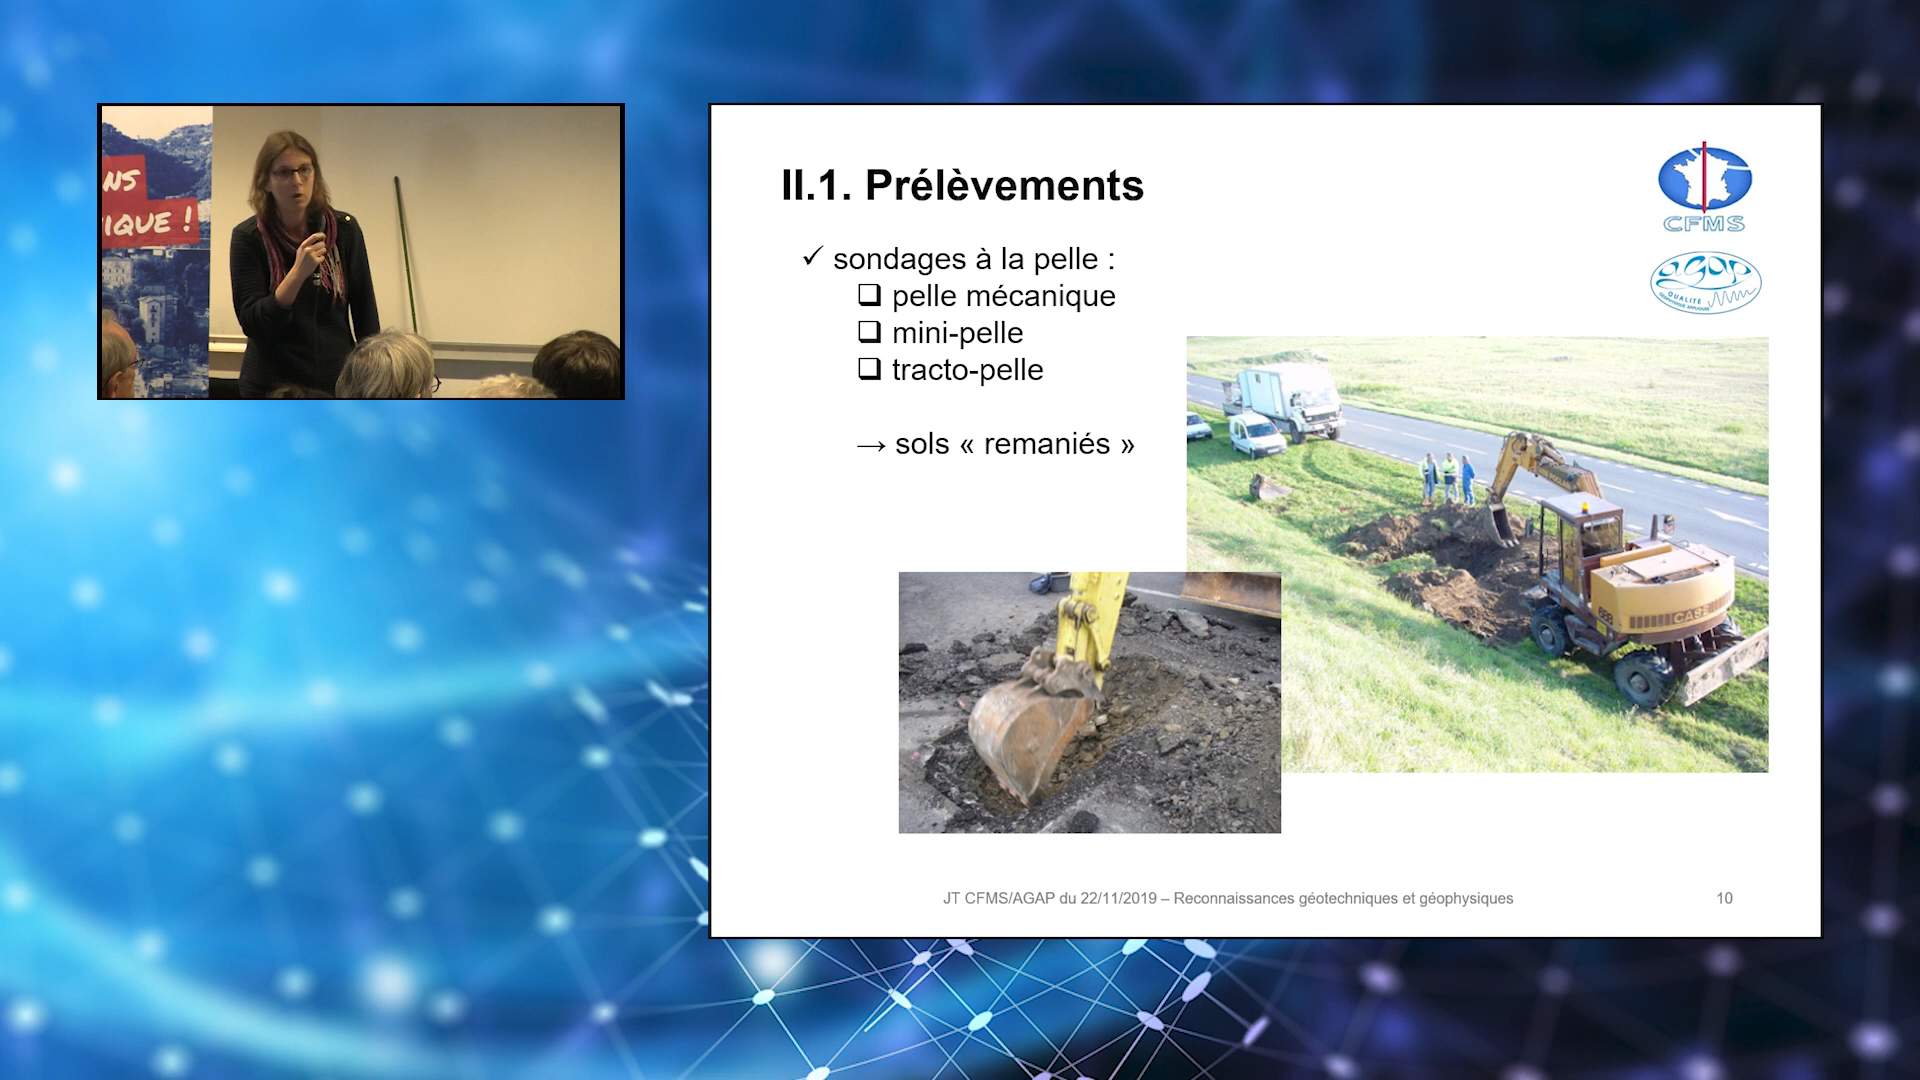 NS
IQUE !
II.1. Prélèvements
CFMS
agap
QUALITÉ
✓ sondages à la pelle :
❑ pelle mécanique
❑ mini-pelle
❑ tracto-pelle
→ sols « remaniés »
CASE
JT CFMS/AGAP du 22/11/2019 – Reconnaissances géotechniques et géophysiques
10